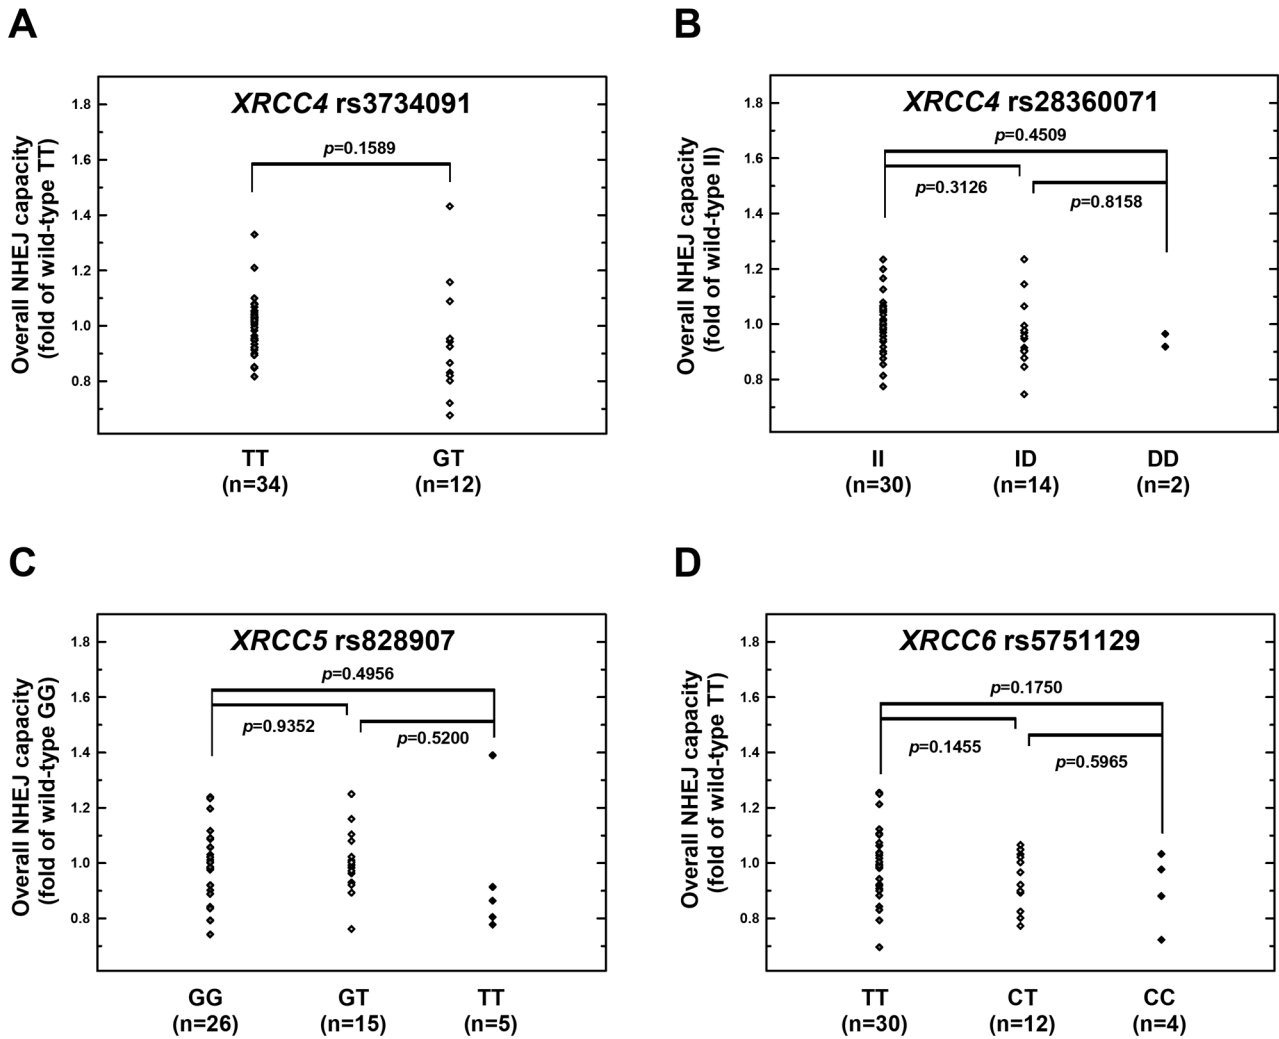 A
XRCC4 rs3734091
p=0.1589
Overall NHEJ capacity
(fold of wild-type TT)
1.8
1.6
1.4
1.2
1.0
0.8
TT
GT
(n=34)
(n=12)
B
XRCC4 rs28360071
p=0.4509
p=0.3126
p=0.8158
Overall NHEJ capacity
(fold of wild-type II)
1.8
1.6
1.4
1.2
1.0
0.8
II
ID
DD
(n=30)
(n=14)
(n=2)
C
XRCC5 rs828907
p=0.4956
p=0.9352
p=0.5200
Overall NHEJ capacity
(fold of wild-type GG)
1.8
1.6
1.4
1.2
1.0
0.8
GG
GT
TT
(n=26)
(n=15)
(n=5)
D
XRCC6 rs5751129
p=0.1750
p=0.1455
p=0.5965
Overall NHEJ capacity
(fold of wild-type TT)
1.8
1.6
1.4
1.2
1.0
0.8
TT
CT
CC
(n=30)
(n=12)
(n=4)